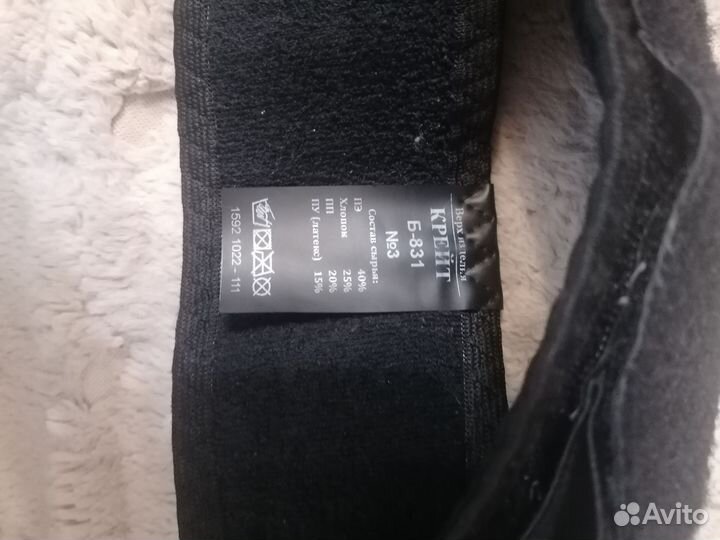 Верх изделия
КРЕЙТ
Б-831
№3
Состав сырья:
ПЭ 40%
Хлопок 25%
ПП 20%
ПУ (латекс) 15%
1592 1022 - 111
Avito